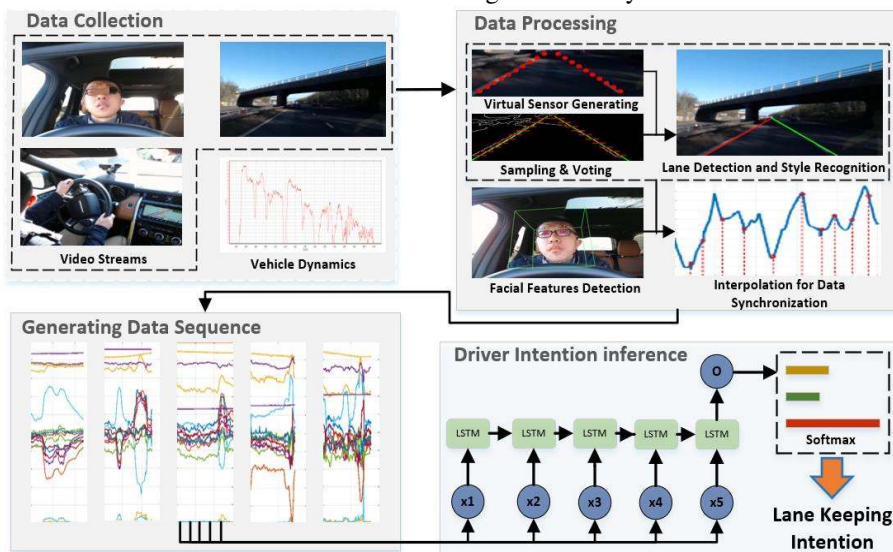 Data Collection
Video Streams
Vehicle Dynamics
Data Processing
Virtual Sensor Generating
Sampling & Voting
Lane Detection and Style Recognition
Facial Features Detection
Interpolation for Data
Synchronization
Generating Data Sequence
Driver Intention inference
O
LSTM
LSTM
LSTM
LSTM
LSTM
Softmax
x1
x2
x3
x4
x5
Lane Keeping
Intention